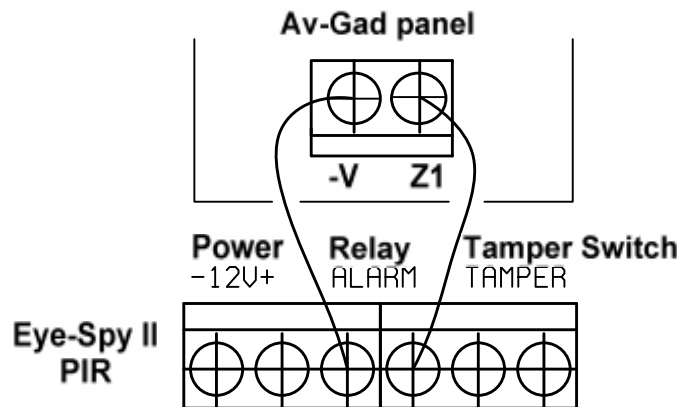 Av-Gad panel
-V Z1
Power Relay Tamper Switch
-12V+ ALARM TAMPER
Eye-Spy II
PIR